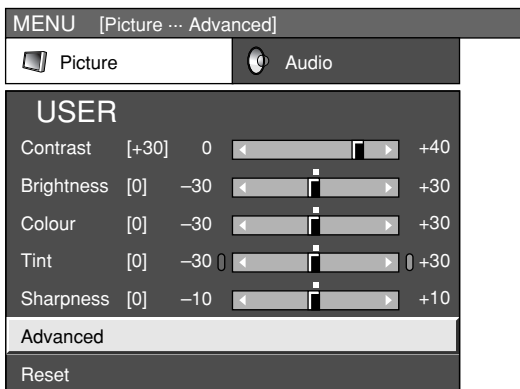 MENU [Picture ··· Advanced]
Picture Audio
USER
Contrast [+30] 0 +40
Brightness [0] –30 +30
Colour [0] –30 +30
Tint [0] –30 +30
Sharpness [0] –10 +10
Advanced
Reset